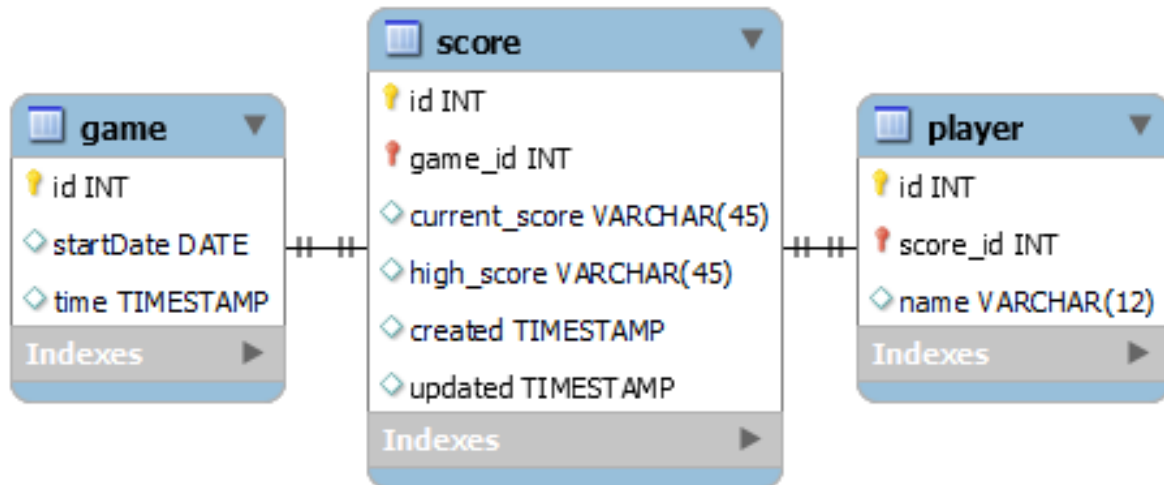 game
id INT
startDate DATE
time TIMESTAMP
Indexes
score
id INT
game_id INT
current_score VARCHAR(45)
high_score VARCHAR(45)
created TIMESTAMP
updated TIMESTAMP
Indexes
player
id INT
score_id INT
name VARCHAR(12)
Indexes